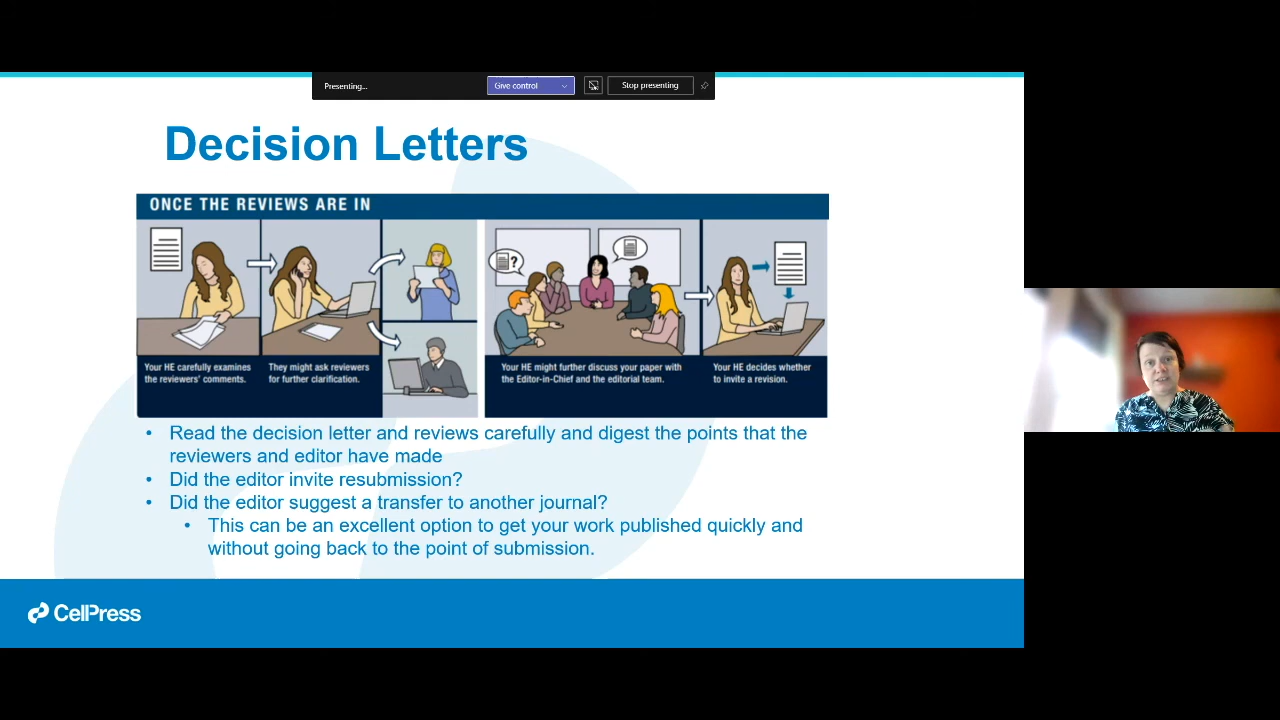 Presenting...
Give control
Stop presenting
Decision Letters
ONCE THE REVIEWS ARE IN
?
Your HE carefully examines
the reviewers' comments.
They might ask reviewers
for further clarification.
Your HE might further discuss your paper with
the Editor-in-Chief and the editorial team.
Your HE decides whether
to invite a revision.
• Read the decision letter and reviews carefully and digest the points that the
reviewers and editor have made
• Did the editor invite resubmission?
• Did the editor suggest a transfer to another journal?
• This can be an excellent option to get your work published quickly and
without going back to the point of submission.
CellPress